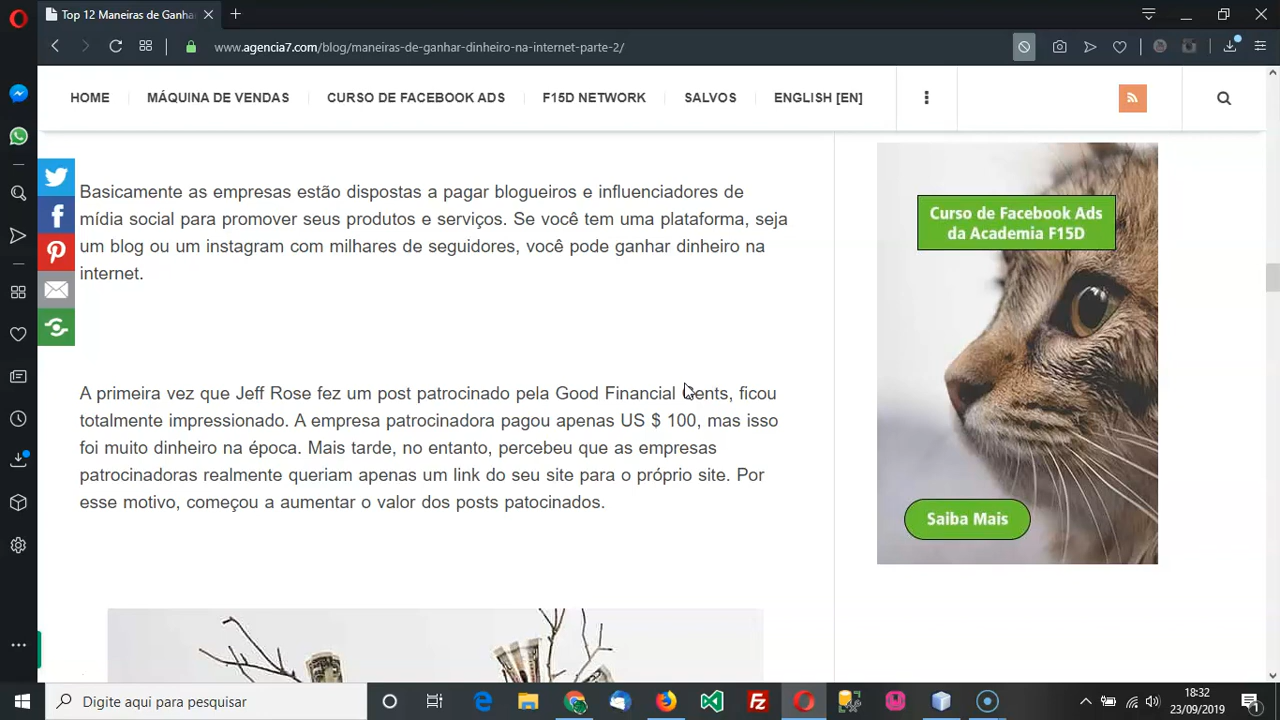 Top 12 Maneiras de Ganha
www.agencia7.com/blog/maneiras-de-ganhar-dinheiro-na-internet-parte-2/
HOME
MÁQUINA DE VENDAS
CURSO DE FACEBOOK ADS
F15D NETWORK
SALVOS
ENGLISH [EN]
Basicamente as empresas estão dispostas a pagar blogueiros e influenciadores de
mídia social para promover seus produtos e serviços. Se você tem uma plataforma, seja
um blog ou um instagram com milhares de seguidores, você pode ganhar dinheiro na
internet.
A primeira vez que Jeff Rose fez um post patrocinado pela Good Financial Cents, ficou
totalmente impressionado. A empresa patrocinadora pagou apenas US $ 100, mas isso
foi muito dinheiro na época. Mais tarde, no entanto, percebeu que as empresas
patrocinadoras realmente queriam apenas um link do seu site para o próprio site. Por
esse motivo, começou a aumentar o valor dos posts patocinados.
Curso de Facebook Ads
da Academia F15D
Saiba Mais
Digite aqui para pesquisar
18:32
23/09/2019